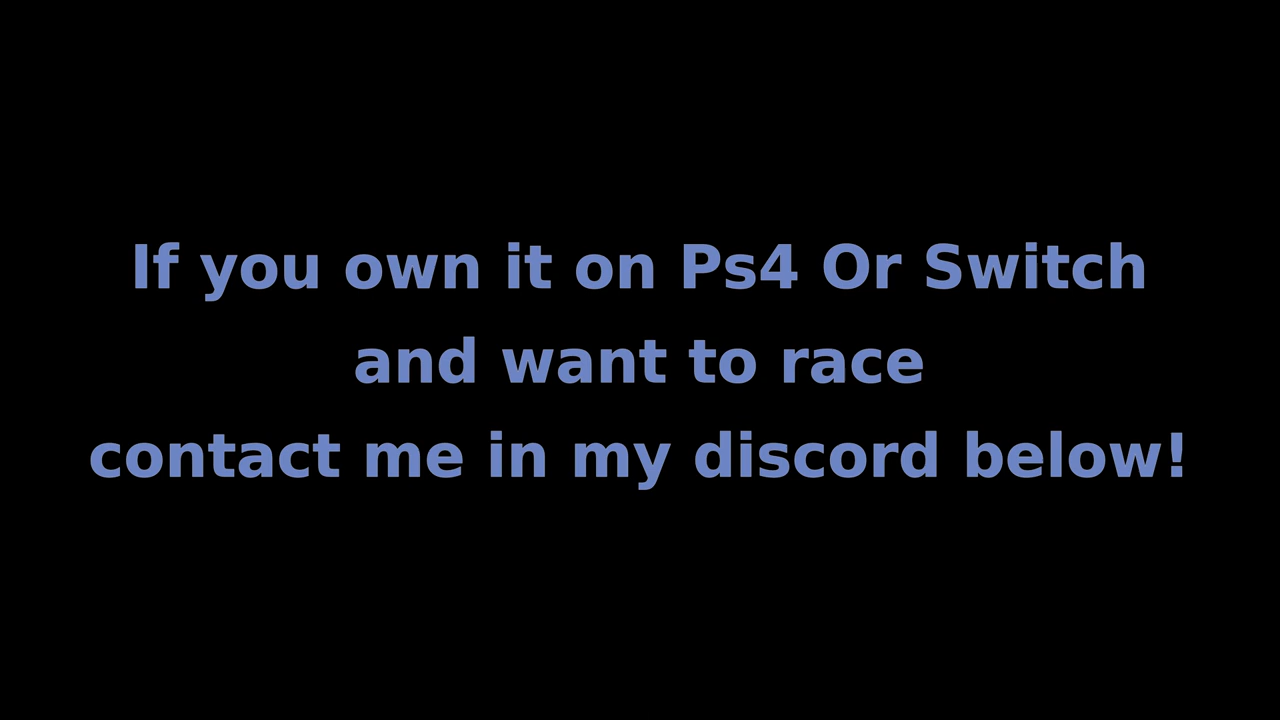 If you own it on Ps4 Or Switch
and want to race
contact me in my discord below!